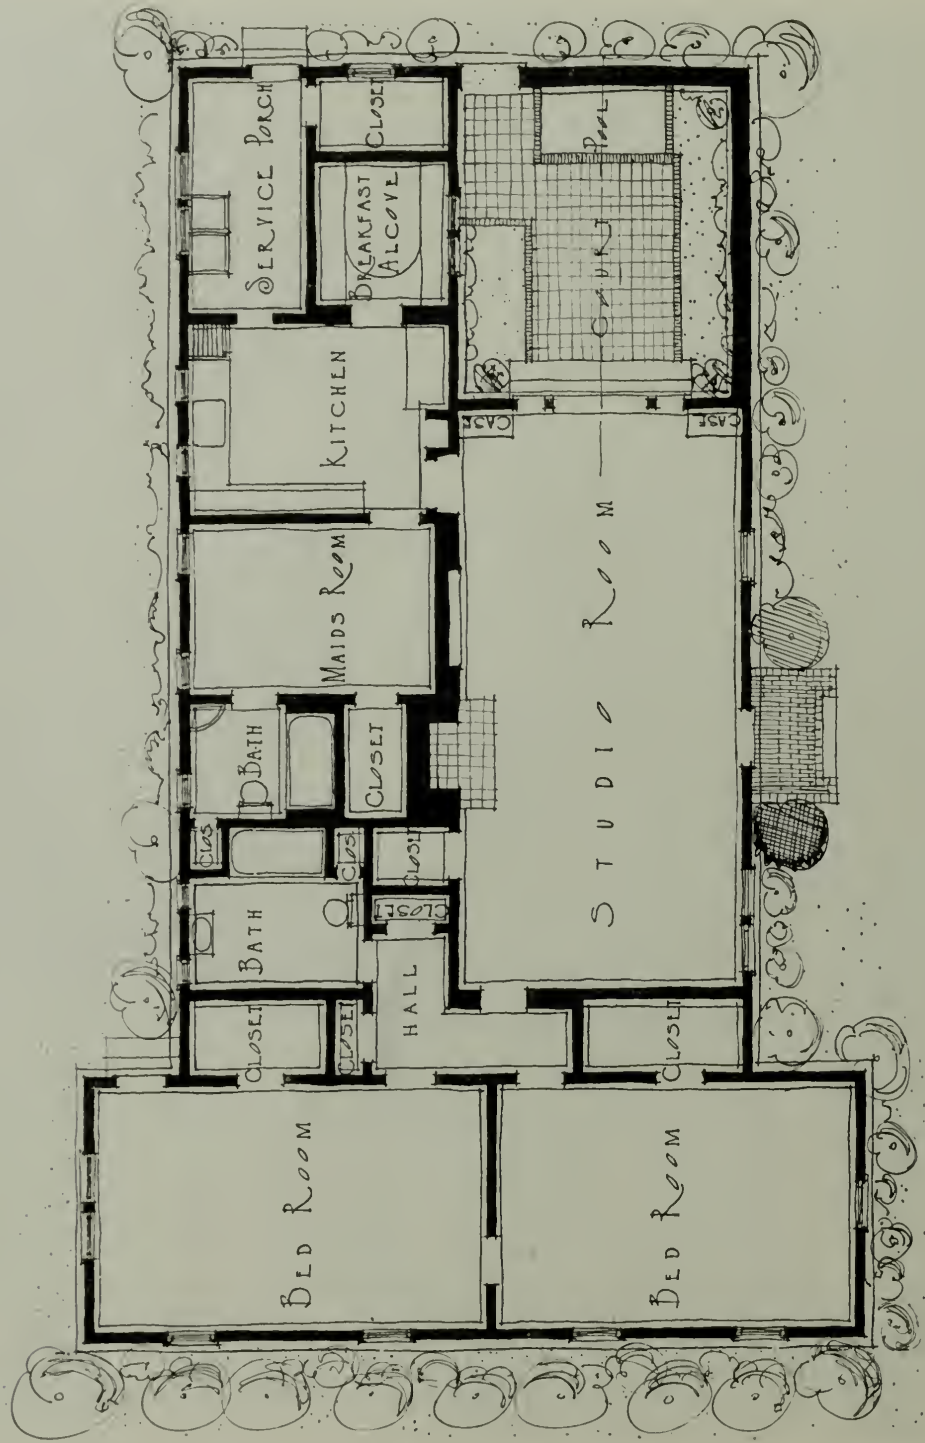 SERVICE PORCH
CLOSET
BREAKFAST
ALCOVE
POOL
COURT
KITCHEN
CASE
CASE
MAIDS ROOM
STUDIO ROOM
BATH
CLOSET
CLOS
CLOS
CLOSET
CLOSET
BATH
HALL
CLOSET
CLOSET
CLOSET
BED ROOM
BED ROOM